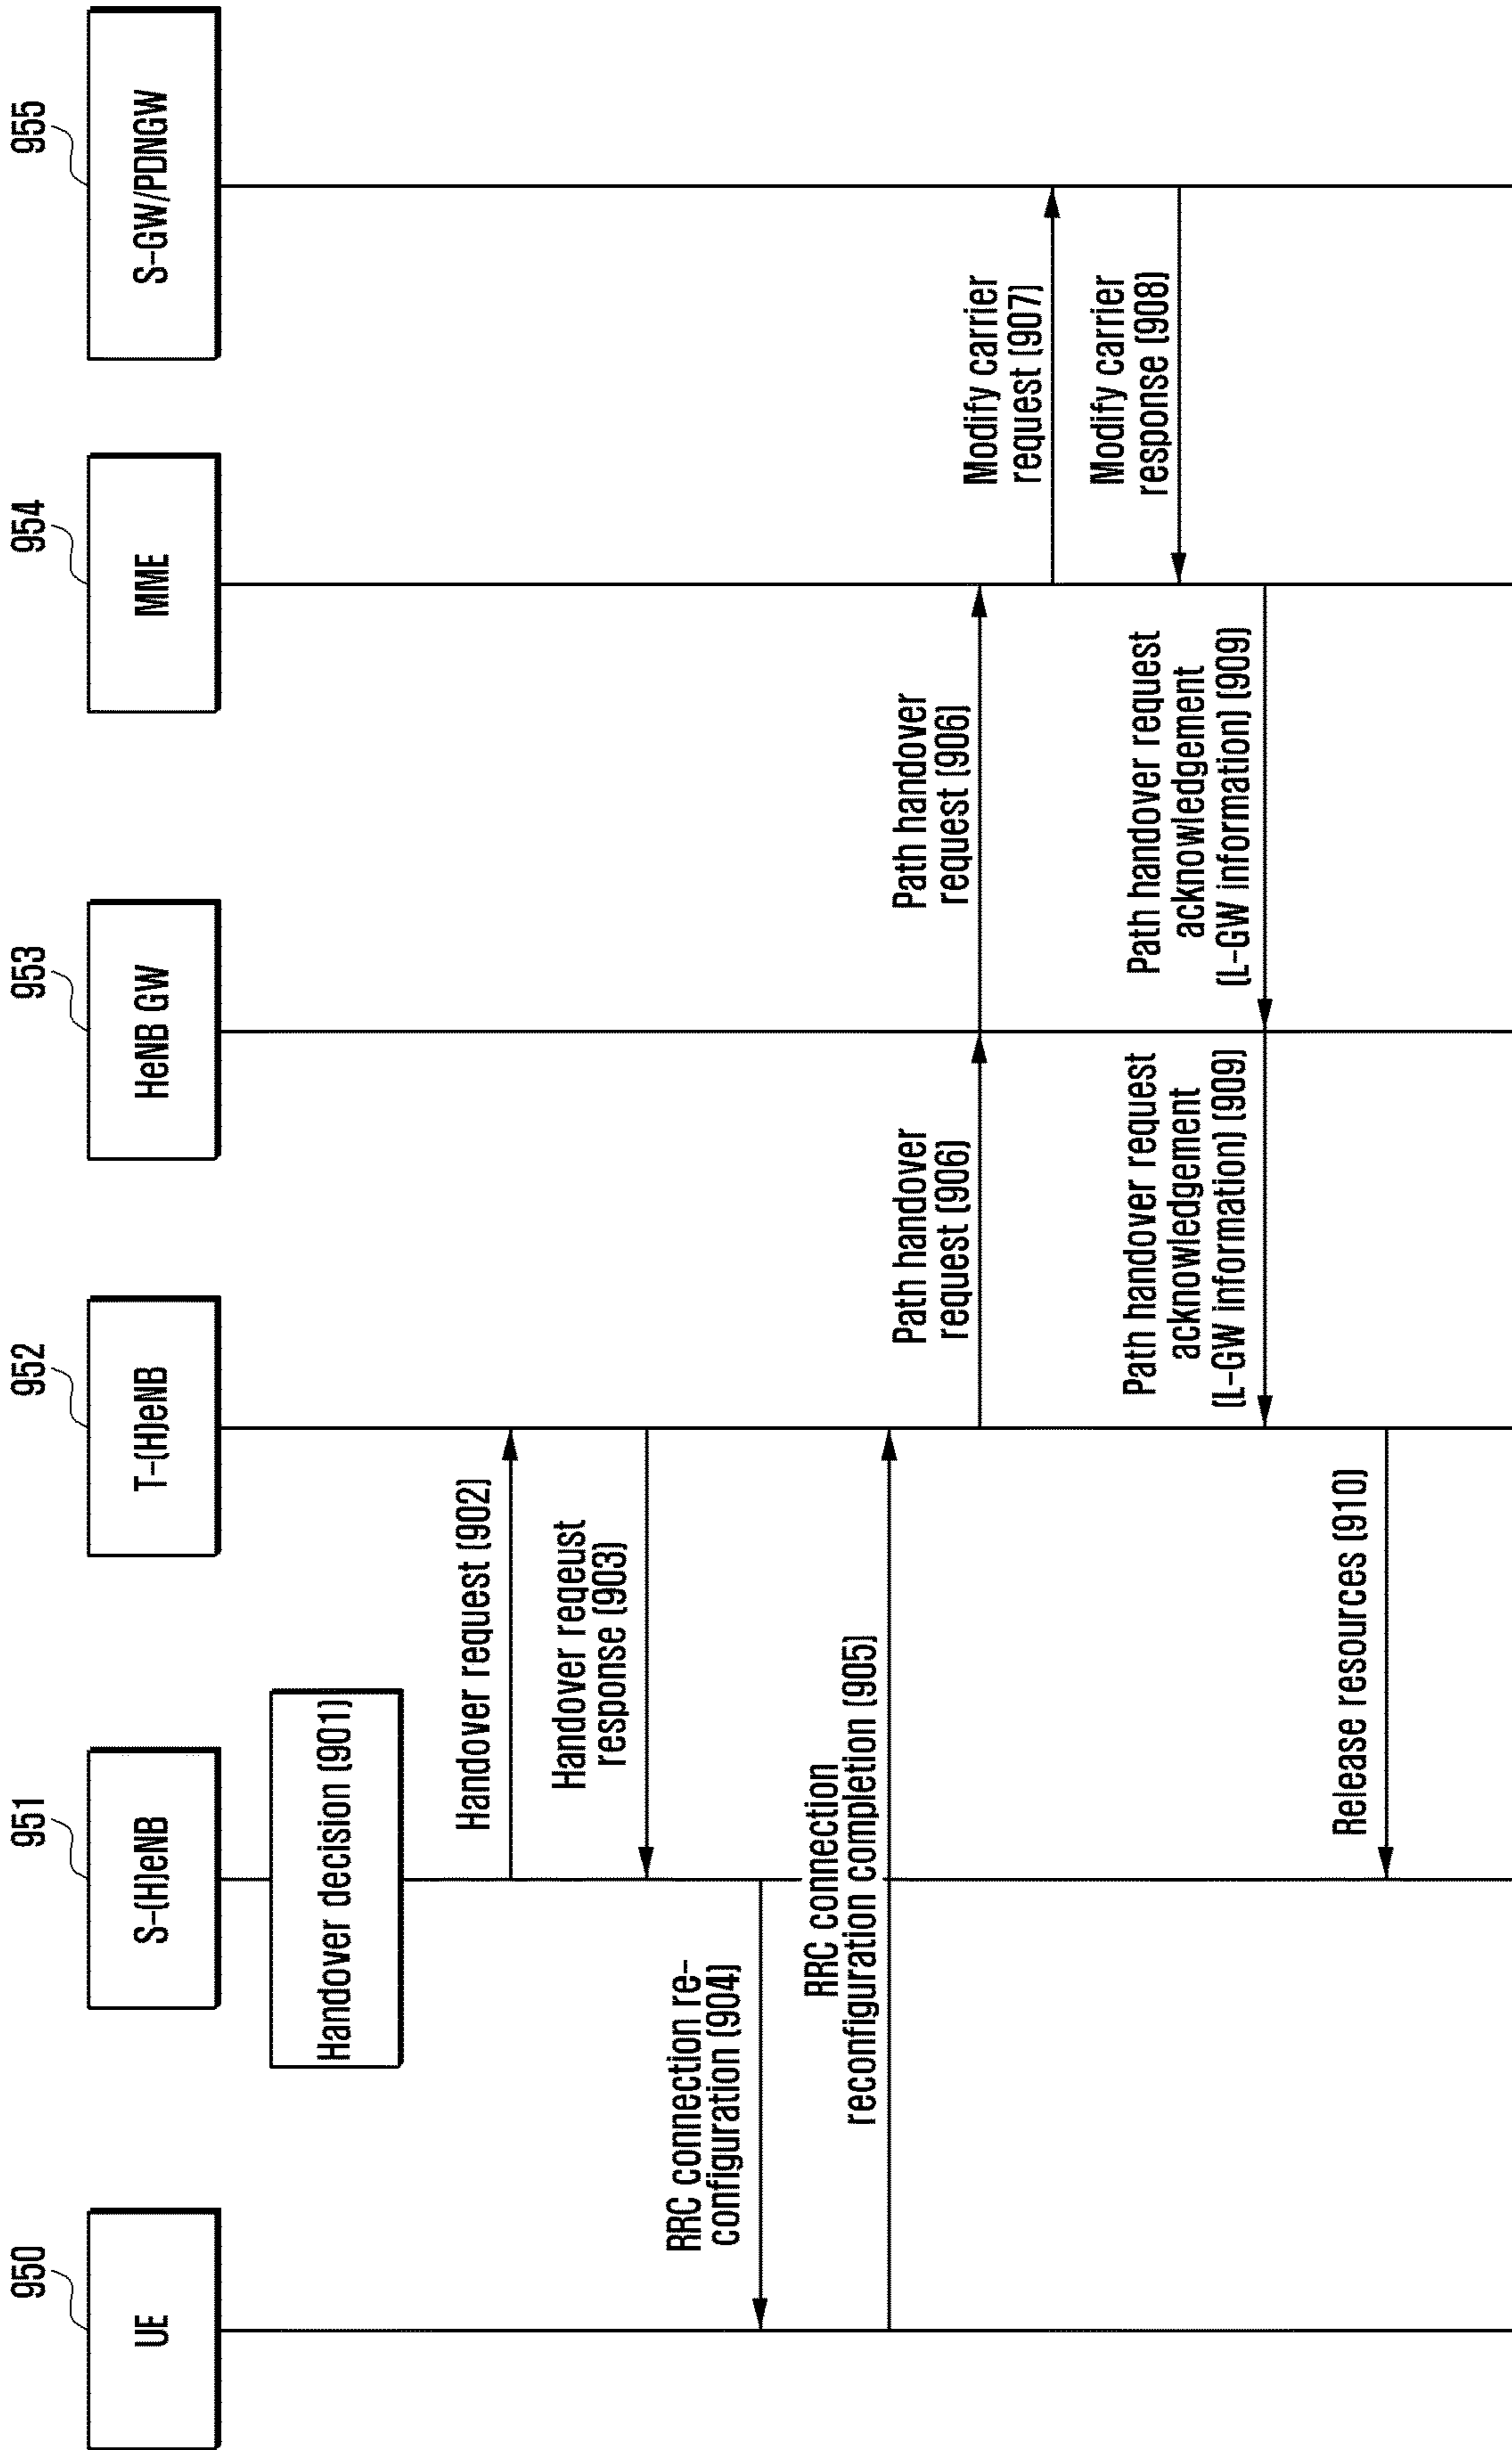 950
951
952
953
954
955
UE
S-(H)eNB
T-(H)eNB
HeNB GW
MME
S-GW/PDNGW
Handover decision (901)
Handover request (902)
Handover reqeust
response (903)
RRC connection re-
configuration (904)
RRC connection
reconfiguration completion (905)
Path handover
request (906)
Path handover
request (906)
Modify carrier
request (907)
Modify carrier
response (908)
Path handover request
acknowledgement
(L-GW information) (909)
Path handover request
acknowledgement
(L-GW information) (909)
Release resources (910)